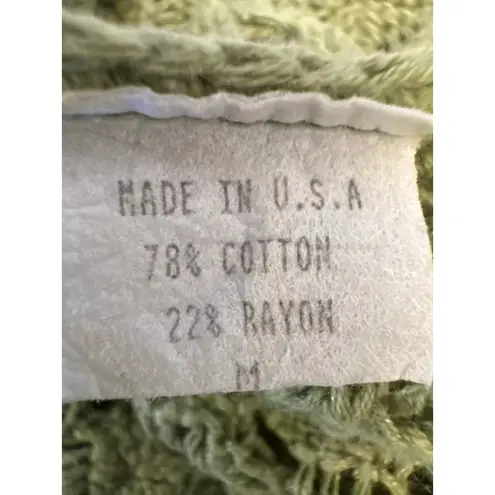 MADE IN U.S.A
78% COTTON
22% RAYON
M